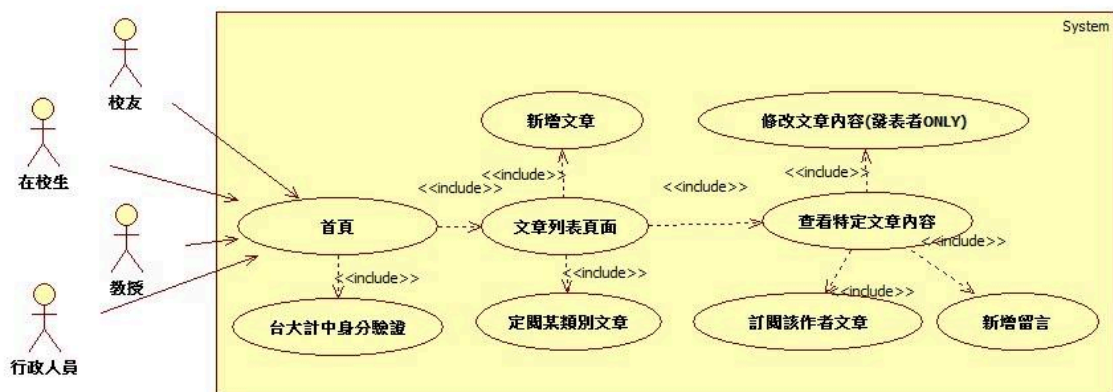 System
校友
在校生
教授
行政人員
新增文章
修改文章內容(發表者ONLY)
<<include>>
<<include>>
<<include>>
<<include>>
首頁
文章列表頁面
查看特定文章內容
<<include>>
<<include>>
<<include>>
<<include>>
台大計中身分驗證
定閱某類別文章
訂閱該作者文章
新增留言